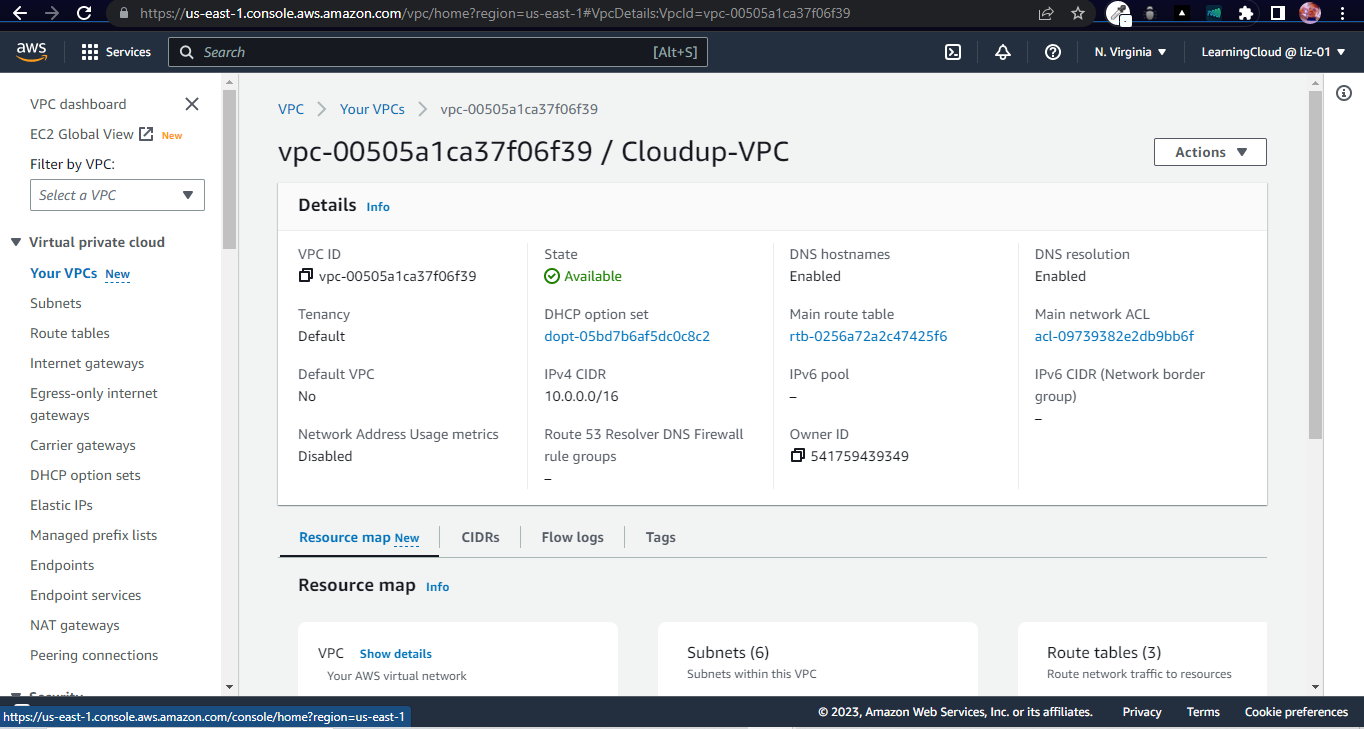 https://us-east-1.console.aws.amazon.com/vpc/home?region=us-east-1#VpcDetails:VpcId=vpc-00505a1ca37f06f39
aws
Services
Search
[Alt+S]
N. Virginia
LearningCloud @ liz-01
VPC dashboard
EC2 Global View New
Filter by VPC:
Select a VPC
Virtual private cloud
Your VPCs New
Subnets
Route tables
Internet gateways
Egress-only internet
gateways
Carrier gateways
DHCP option sets
Elastic IPs
Managed prefix lists
Endpoints
Endpoint services
NAT gateways
Peering connections
Security
VPC
Your VPCs
vpc-00505a1ca37f06f39
vpc-00505a1ca37f06f39 / Cloudup-VPC
Actions
Details Info
VPC ID
vpc-00505a1ca37f06f39
State
Available
DNS hostnames
Enabled
DNS resolution
Enabled
Tenancy
Default
DHCP option set
dopt-05bd7b6af5dc0c8c2
Main route table
rtb-0256a72a2c47425f6
Main network ACL
acl-09739382e2db9bb6f
Default VPC
No
IPv4 CIDR
10.0.0.0/16
IPv6 pool
–
IPv6 CIDR (Network border
group)
–
Network Address Usage metrics
Disabled
Route 53 Resolver DNS Firewall
rule groups
–
Owner ID
541759439349
Resource map New
CIDRs
Flow logs
Tags
Resource map Info
VPC Show details
Your AWS virtual network
Subnets (6)
Subnets within this VPC
Route tables (3)
Route network traffic to resources
https://us-east-1.console.aws.amazon.com/console/home?region=us-east-1
© 2023, Amazon Web Services, Inc. or its affiliates.
Privacy
Terms
Cookie preferences